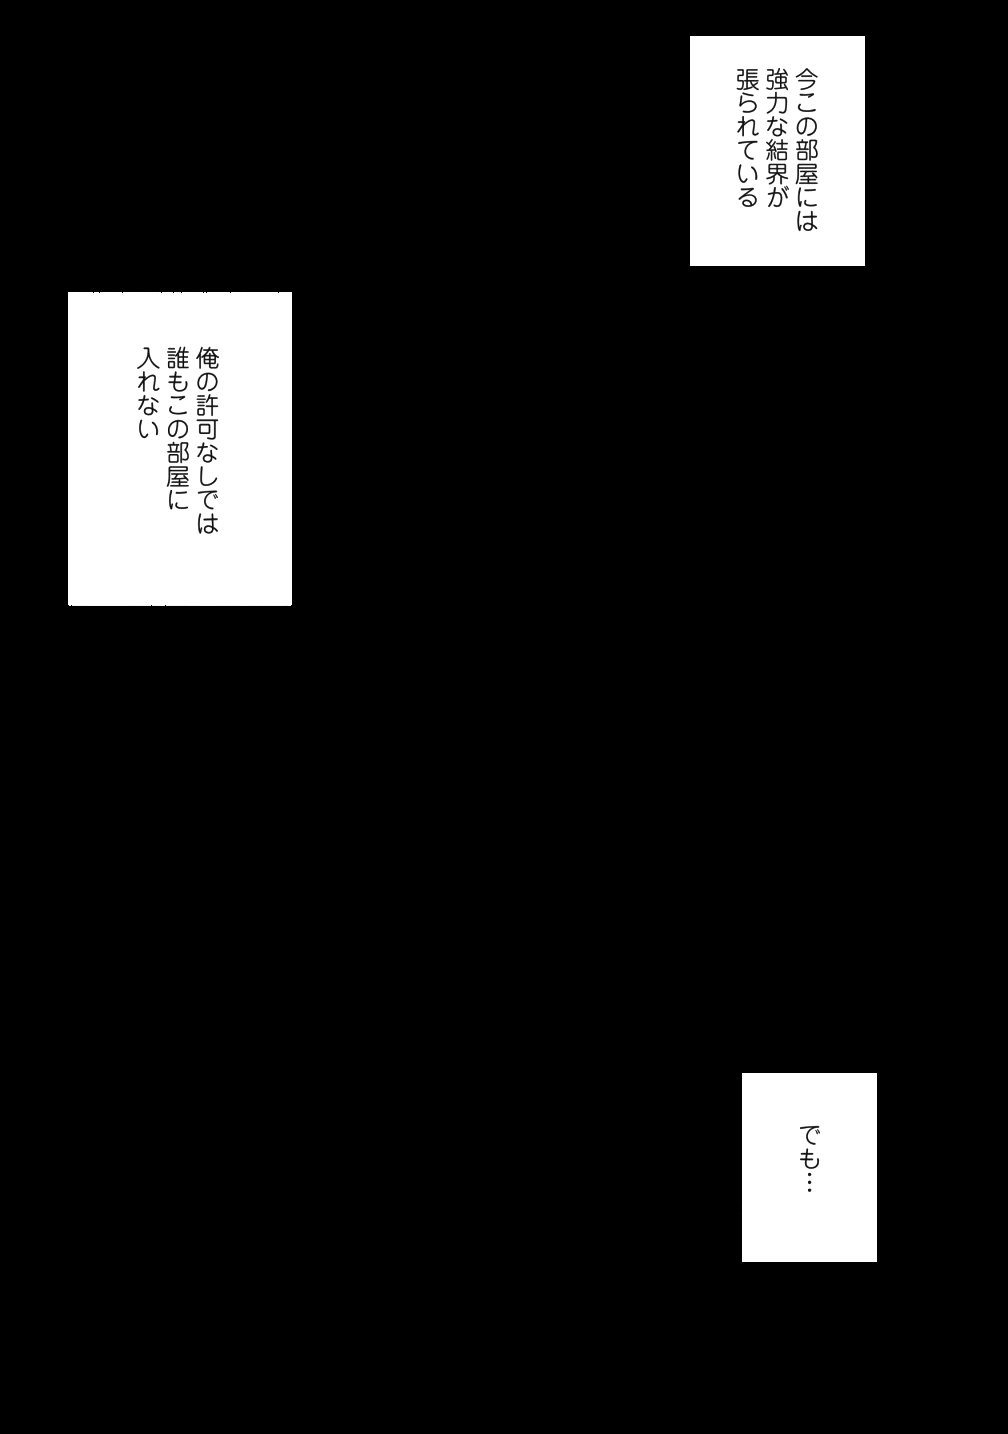 今この部屋には
強力な結界が
張られている
俺の許可なしでは
誰もこの部屋に
入れない
でも…